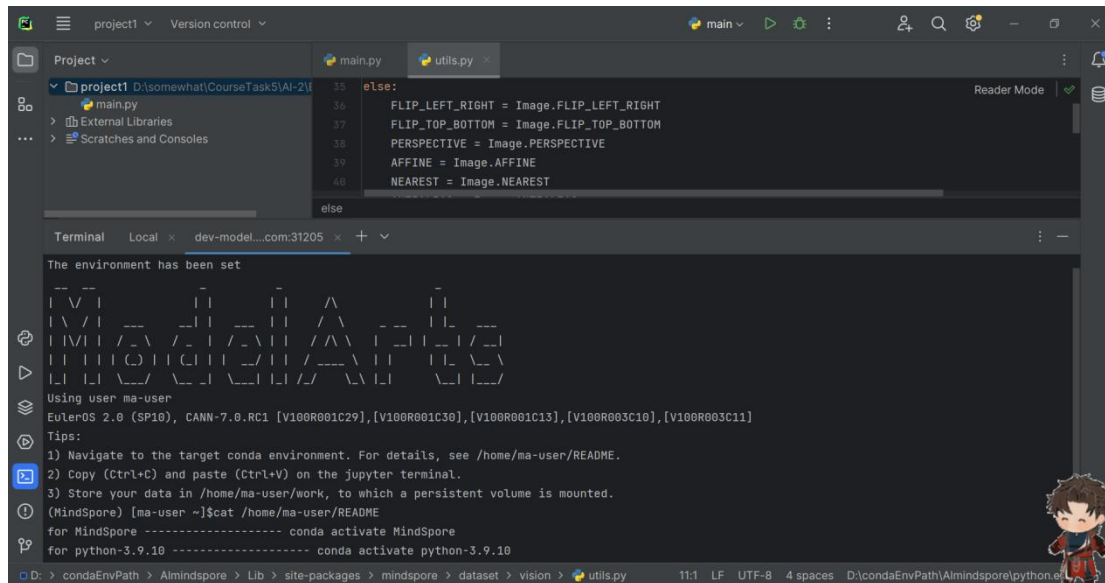 project1 Version control main
Project
project1 D:\somewhat\CourseTask5\AI-2\
main.py
External Libraries
Scratches and Consoles
main.py utils.py
Reader Mode
35 else:
36 FLIP_LEFT_RIGHT = Image.FLIP_LEFT_RIGHT
37 FLIP_TOP_BOTTOM = Image.FLIP_TOP_BOTTOM
38 PERSPECTIVE = Image.PERSPECTIVE
39 AFFINE = Image.AFFINE
40 NEAREST = Image.NEAREST
else
Terminal Local dev-model....com:31205
The environment has been set
ModelArts
Using user ma-user
EulerOS 2.0 (SP10), CANN-7.0.RC1 [V100R001C29],[V100R001C30],[V100R001C13],[V100R003C10],[V100R003C11]
Tips:
1) Navigate to the target conda environment. For details, see /home/ma-user/README.
2) Copy (Ctrl+C) and paste (Ctrl+V) on the jupyter terminal.
3) Store your data in /home/ma-user/work, to which a persistent volume is mounted.
(MindSpore) [ma-user ~]$cat /home/ma-user/README
for MindSpore ------------------- conda activate MindSpore
for python-3.9.10 ------------------- conda activate python-3.9.10
D: > condaEnvPath > AImindspore > Lib > site-packages > mindspore > dataset > vision > utils.py 11:1 LF UTF-8 4 spaces D:\condaEnvPath\AImindspore\python.e